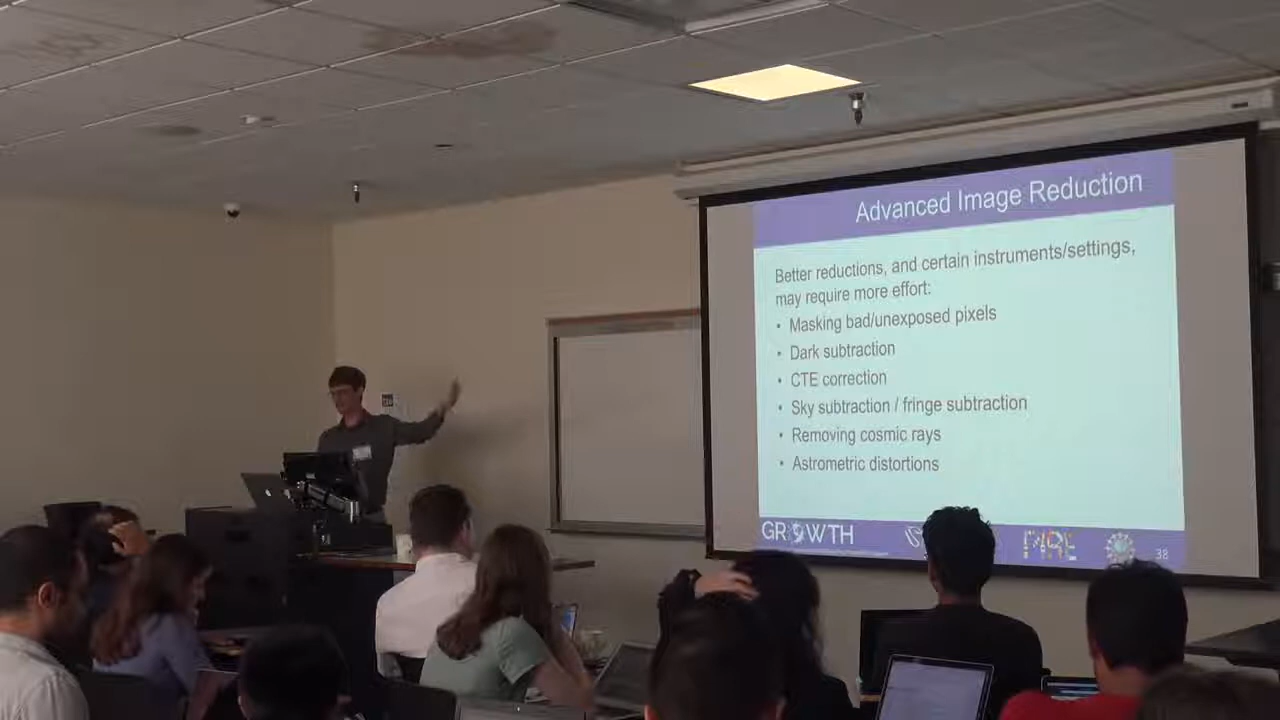 Advanced Image Reduction
Better reductions, and certain instruments/settings,
may require more effort:
• Masking bad/unexposed pixels
• Dark subtraction
• CTE correction
• Sky subtraction / fringe subtraction
• Removing cosmic rays
• Astrometric distortions
GROWTH
PIRE
38